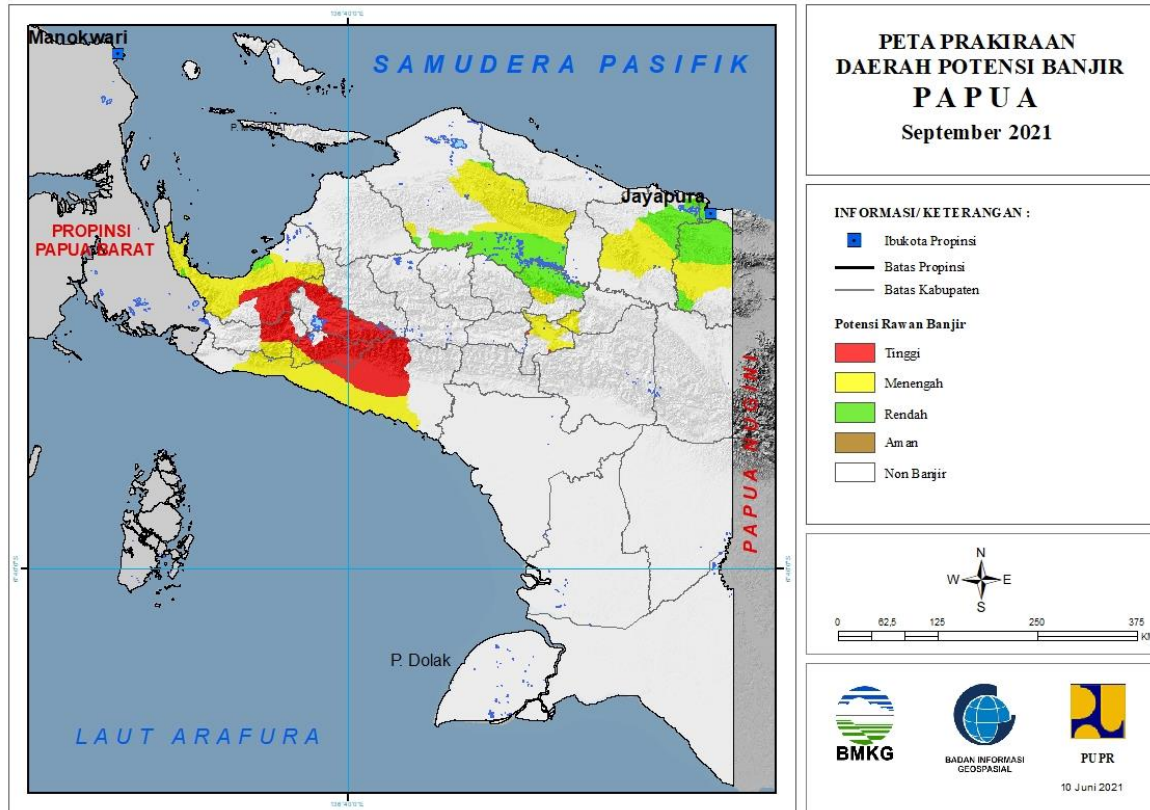 Manokwari
SAMUDERA PASIFIK
Jayapura
PROPINSI
PAPUA BARAT
PAPUA NUGINI
P. Dolak
LAUT ARAFURA
PETA PRAKIRAAN
DAERAH POTENSI BANJIR
PAPUA
September 2021
INFORMASI/ KETERANGAN :
Ibukota Propinsi
Batas Propinsi
Batas Kabupaten
Potensi Rawan Banjir
Tinggi
Menengah
Rendah
Aman
Non Banjir
N
W E
S
0 62,5 125 250 375
KM
BMKG
BADAN INFORMASI
GEOSPASIAL
PUPR
10 Juni 2021